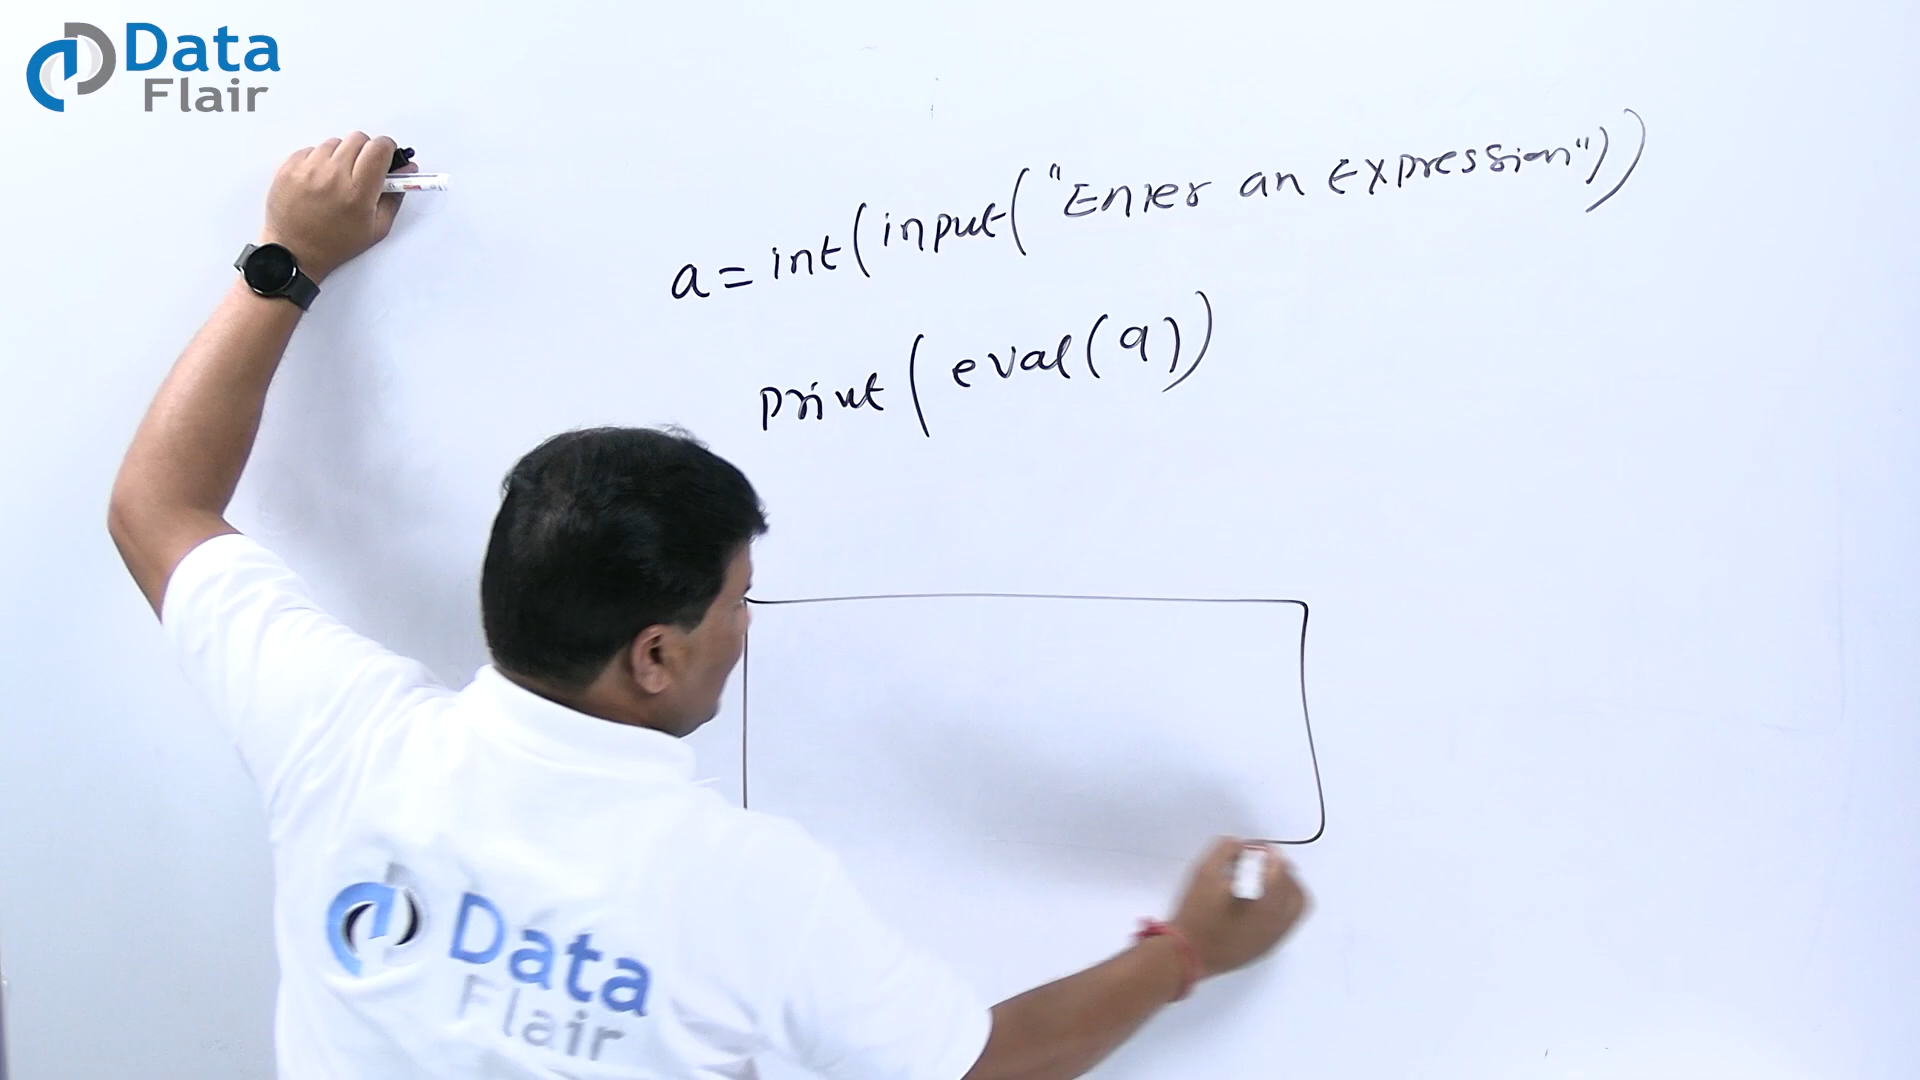 Data
Flair
a=int(input("Enter an Expression"))
print(eval(a))
Data
Flair